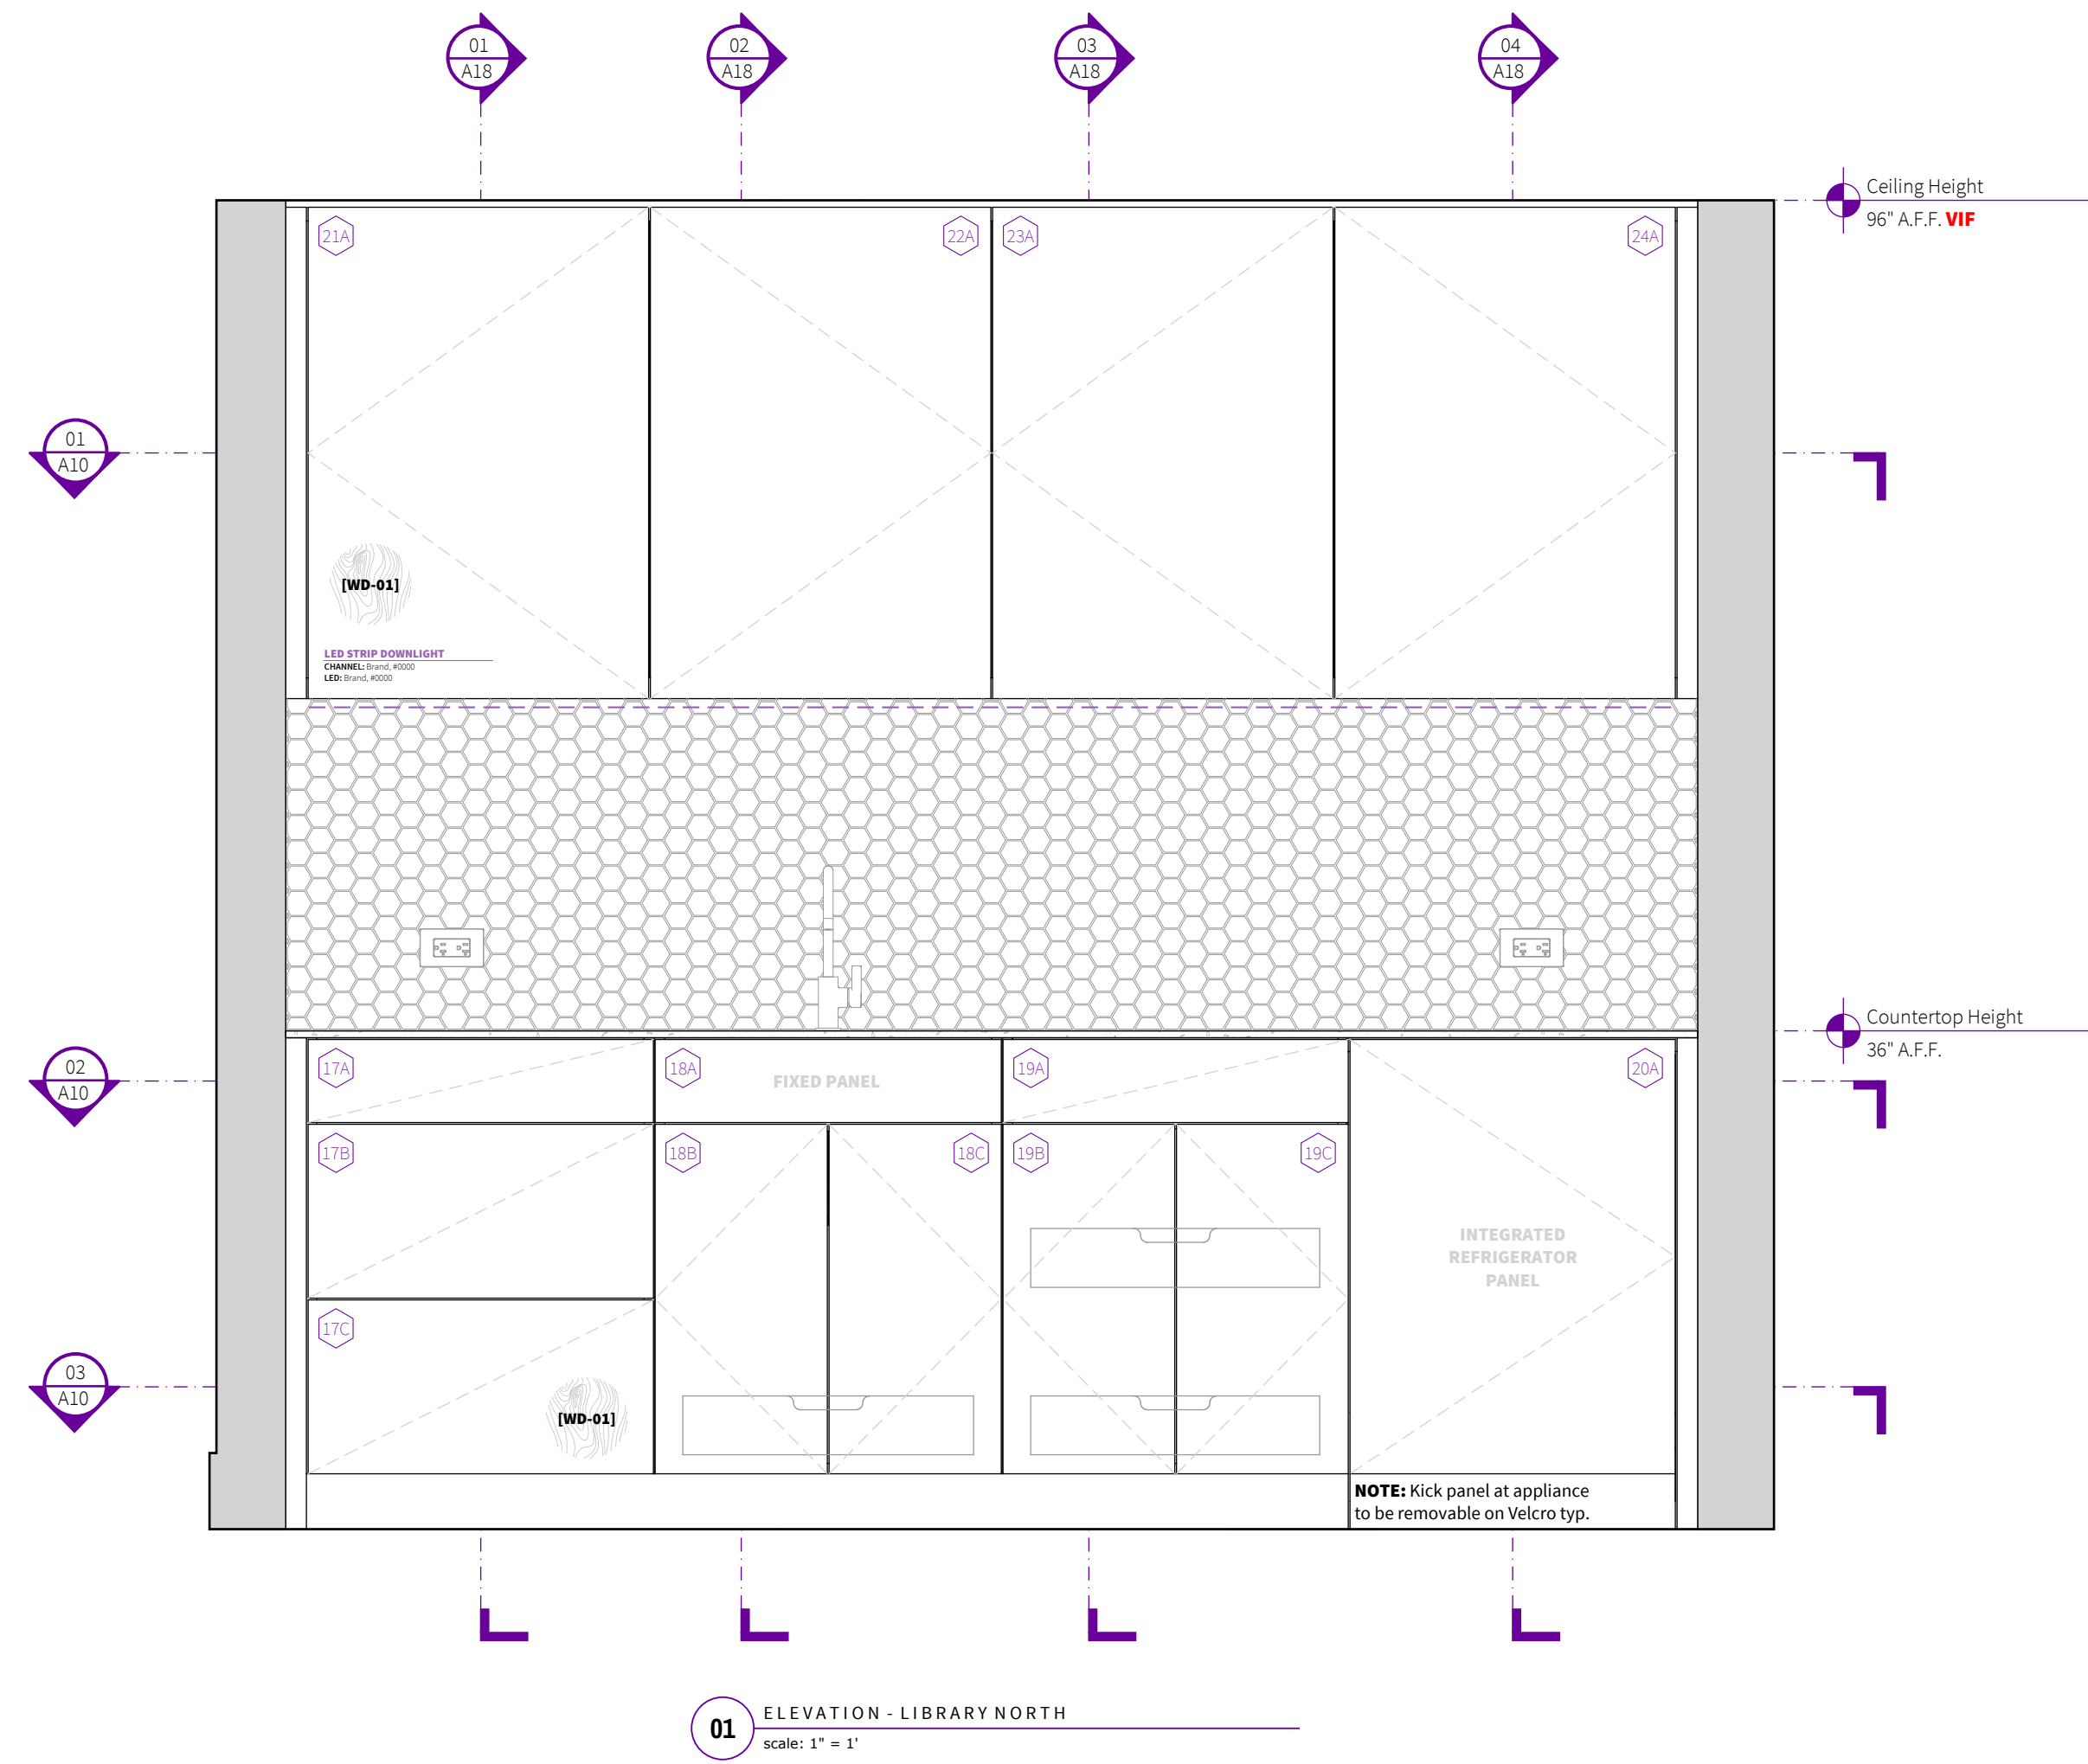 01
A18
02
A18
03
A18
04
A18
Ceiling Height
96" A.F.F. VIF
21A
22A
23A
24A
01
A10
[WD-01]
LED STRIP DOWNLIGHT
CHANNEL: Brand, #0000
LED: Brand, #0000
Countertop Height
36" A.F.F.
02
A10
17A
18A
FIXED PANEL
19A
20A
17B
18B
18C
19B
19C
INTEGRATED
REFRIGERATOR
PANEL
17C
03
A10
[WD-01]
NOTE: Kick panel at appliance
to be removable on Velcro typ.
01
ELEVATION - LIBRARY NORTH
scale: 1" = 1'